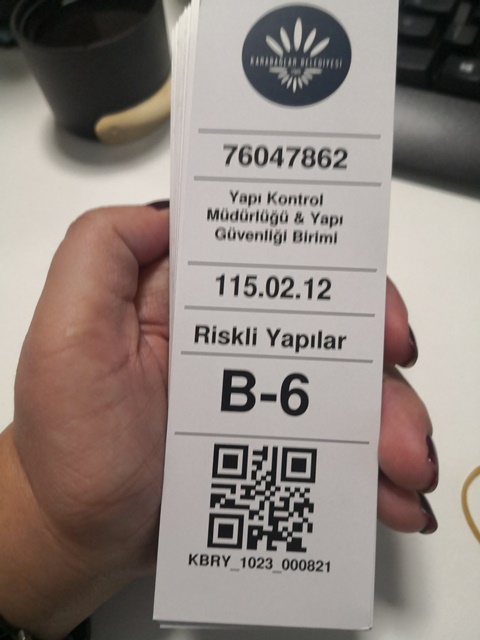 KARABAĞLAR BELEDİYESİ
76047862
Yapı Kontrol
Müdürlüğü & Yapı
Güvenliği Birimi
115.02.12
Riskli Yapılar
B-6
KBRY_1023_000821